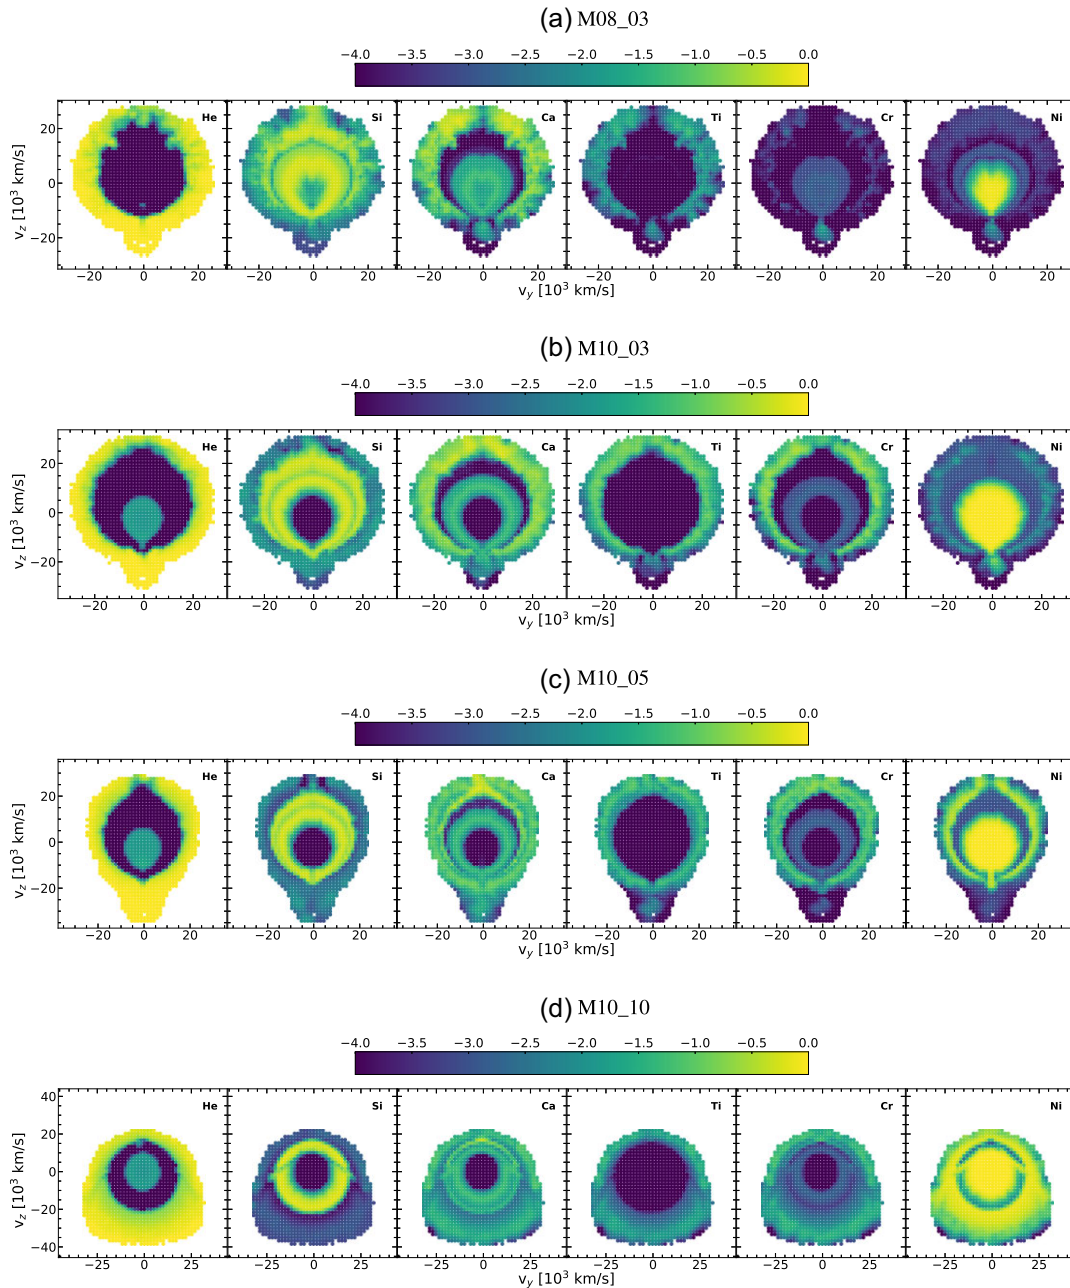 (a) M08_03
−4.0 −3.5 −3.0 −2.5 −2.0 −1.5 −1.0 −0.5 0.0
He Si Ca Ti Cr Ni
20
0
−20
v_z [10^3 km/s]
−20 0 20 −20 0 20 −20 0 20 −20 0 20 −20 0 20 −20 0 20
v_y [10^3 km/s]
(b) M10_03
−4.0 −3.5 −3.0 −2.5 −2.0 −1.5 −1.0 −0.5 0.0
He Si Ca Ti Cr Ni
20
0
−20
v_z [10^3 km/s]
−20 0 20 −20 0 20 −20 0 20 −20 0 20 −20 0 20 −20 0 20
v_y [10^3 km/s]
(c) M10_05
−4.0 −3.5 −3.0 −2.5 −2.0 −1.5 −1.0 −0.5 0.0
He Si Ca Ti Cr Ni
20
0
−20
v_z [10^3 km/s]
−20 0 20 −20 0 20 −20 0 20 −20 0 20 −20 0 20 −20 0 20
v_y [10^3 km/s]
(d) M10_10
−4.0 −3.5 −3.0 −2.5 −2.0 −1.5 −1.0 −0.5 0.0
He Si Ca Ti Cr Ni
40
20
0
−20
−40
v_z [10^3 km/s]
−25 0 25 −25 0 25 −25 0 25 −25 0 25 −25 0 25 −25 0 25
v_y [10^3 km/s]